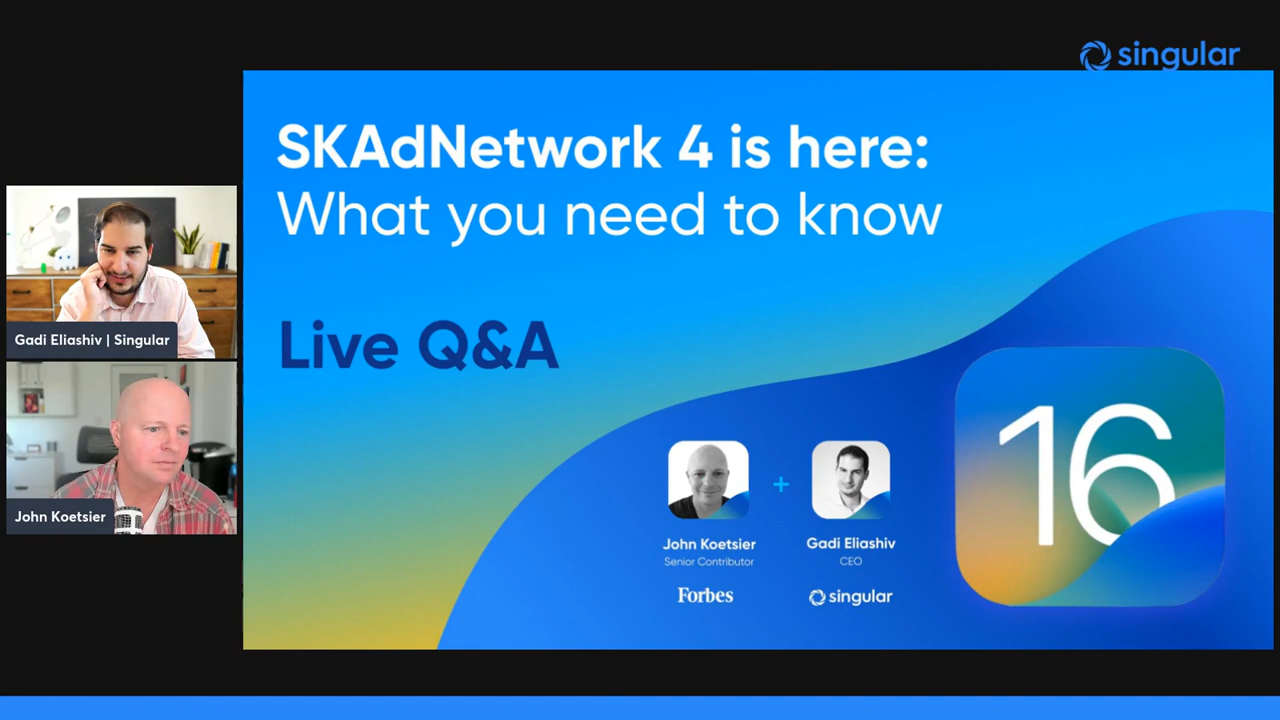 singular
SKAdNetwork 4 is here:
What you need to know
Live Q&A
Gadi Eliashiv | Singular
John Koetsier
16
+
John Koetsier
Senior Contributor
Forbes
Gadi Eliashiv
CEO
singular